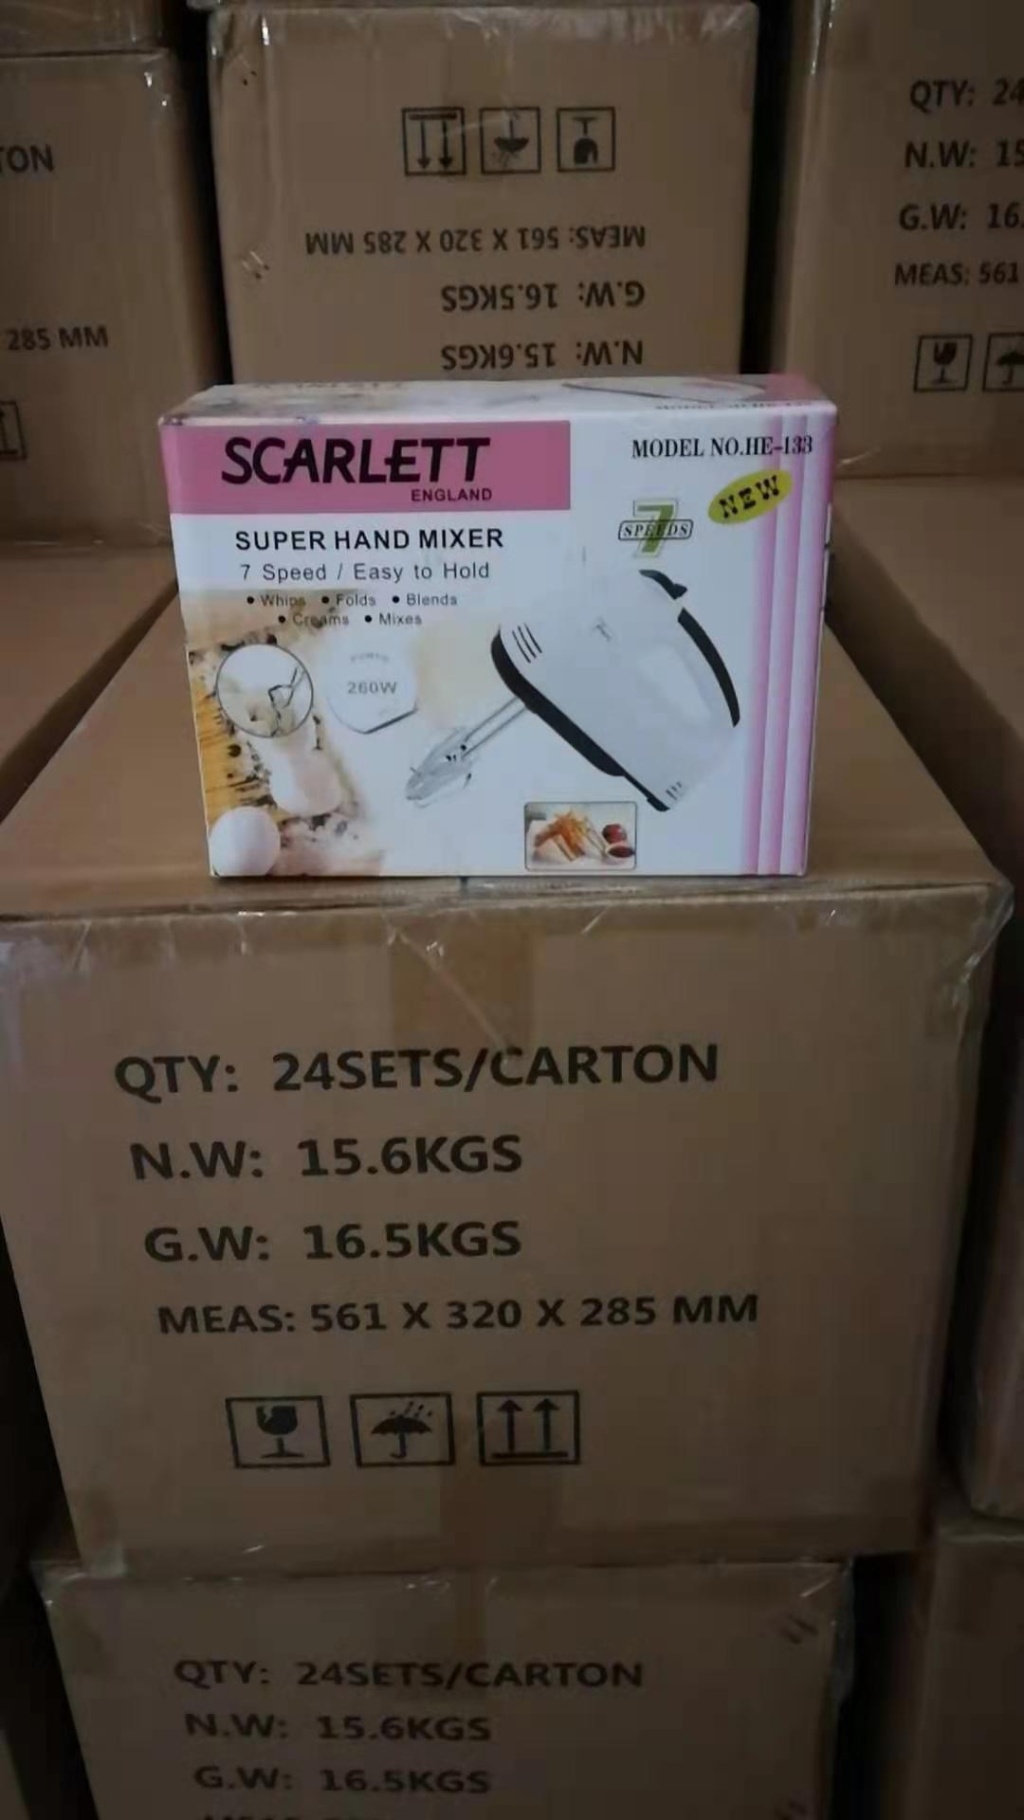 TON
285 MM
MEAS: 561 X 320 X 285 MM
G.W: 16.5KGS
N.W: 15.6KGS
QTY: 24
N.W: 15
G.W: 16.
MEAS: 561
SCARLETT
ENGLAND
MODEL NO.HE-133
NEW
7
SPEEDS
SUPER HAND MIXER
7 Speed / Easy to Hold
• Whips • Folds • Blends
• Creams • Mixes
POWER
260W
QTY: 24SETS/CARTON
N.W: 15.6KGS
G.W: 16.5KGS
MEAS: 561 X 320 X 285 MM
QTY: 24SETS/CARTON
N.W: 15.6KGS
G.W: 16.5KGS